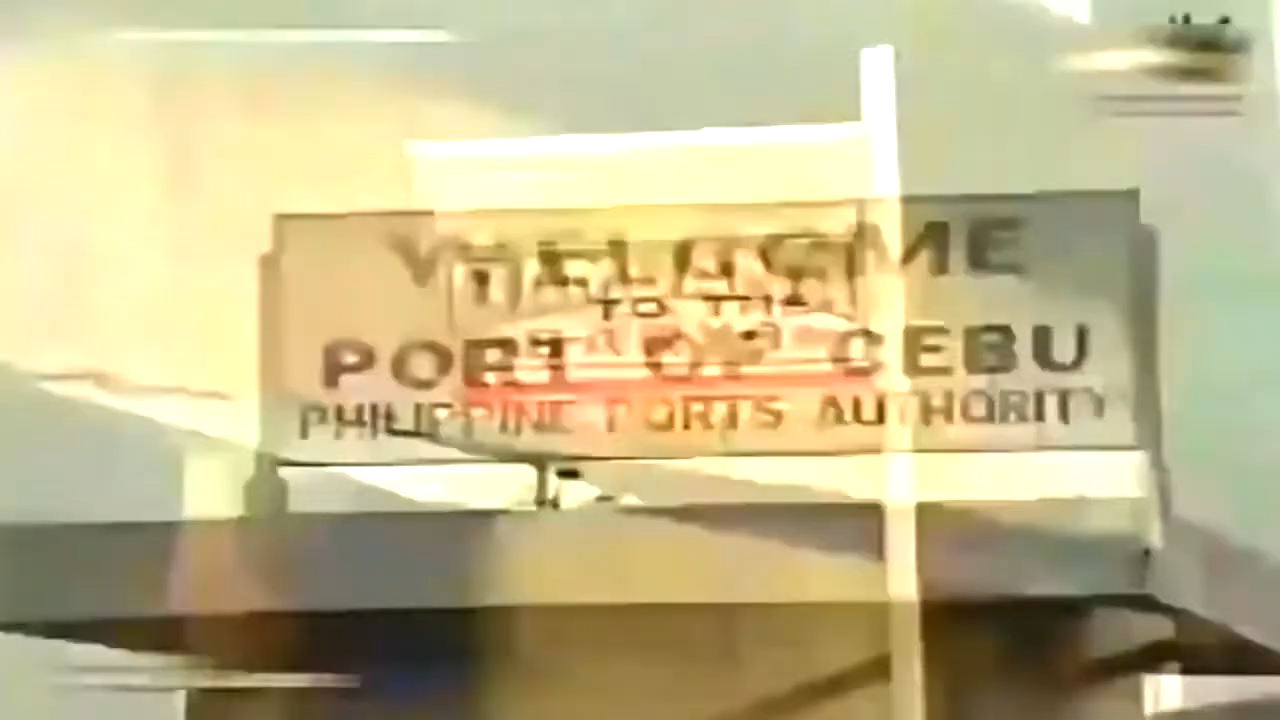 WELCOME
TO THE
PORT OF CEBU
PHILIPPINE PORTS AUTHORITY